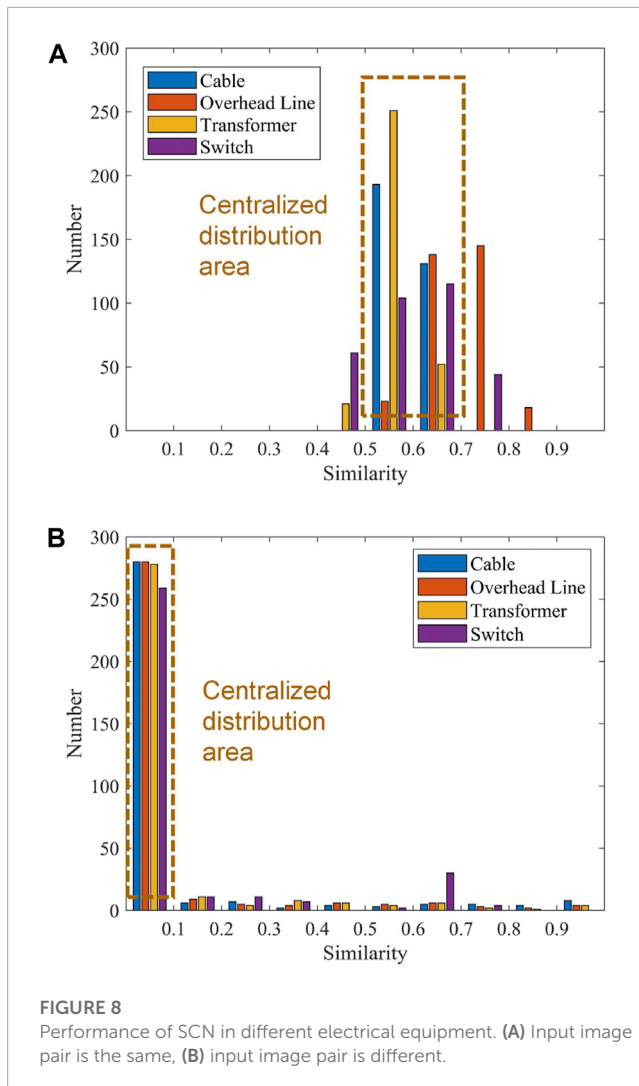 A
300
250
200
150
100
50
0
Number
Cable
Overhead Line
Transformer
Switch
Centralized
distribution
area
0.1 0.2 0.3 0.4 0.5 0.6 0.7 0.8 0.9
Similarity
B
300
250
200
150
100
50
0
Number
Cable
Overhead Line
Transformer
Switch
Centralized
distribution
area
0.1 0.2 0.3 0.4 0.5 0.6 0.7 0.8 0.9
Similarity
FIGURE 8
Performance of SCN in different electrical equipment. (A) Input image
pair is the same, (B) input image pair is different.